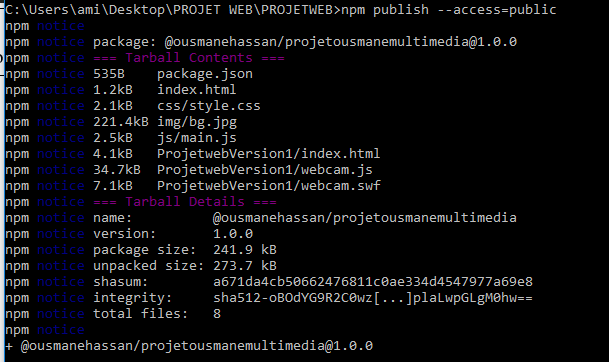 C:\Users\ami\Desktop\PROJET WEB\PROJETWEB>npm publish --access=public
npm notice
npm notice package: @ousmanehassan/projetousmanemultimedia@1.0.0
npm notice === Tarball Contents ===
npm notice 535B package.json
npm notice 1.2kB index.html
npm notice 2.1kB css/style.css
npm notice 221.4kB img/bg.jpg
npm notice 2.5kB js/main.js
npm notice 4.1kB ProjetwebVersion1/index.html
npm notice 34.7kB ProjetwebVersion1/webcam.js
npm notice 7.1kB ProjetwebVersion1/webcam.swf
npm notice === Tarball Details ===
npm notice name: @ousmanehassan/projetousmanemultimedia
npm notice version: 1.0.0
npm notice package size: 241.9 kB
npm notice unpacked size: 273.7 kB
npm notice shasum: a671da4cb50662476811c0ae334d4547977a69e8
npm notice integrity: sha512-oBOdYG9R2C0wz[...]plaLwpGLgM0hw==
npm notice total files: 8
npm notice
+ @ousmanehassan/projetousmanemultimedia@1.0.0